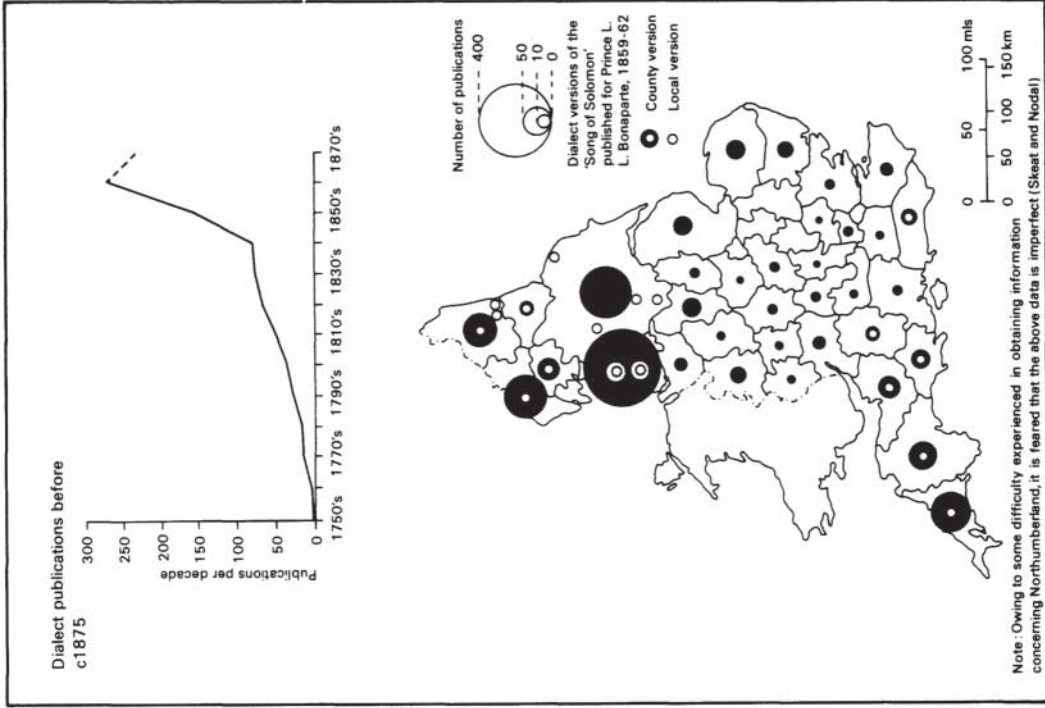 Dialect publications before
c1875
Publications per decade
300
250
200
150
100
50
0
1750's
1770's
1790's
1810's
1830's
1850's
1870's
Number of publications
400
50
10
0
Dialect versions of the
'Song of Solomon'
published for Prince L.
L. Bonaparte, 1859-62
County version
Local version
0 50 100 mls
0 50 100 150 km
Note: Owing to some difficulty experienced in obtaining information
concerning Northumberland, it is feared that the above data is imperfect (Skeat and Nodal)